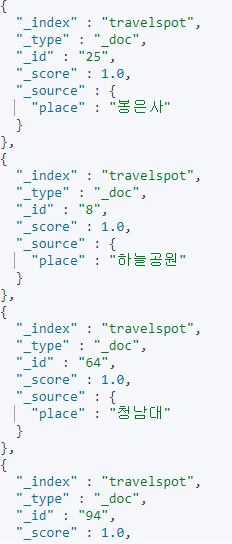 {
"_index" : "travelspot",
"_type" : "_doc",
"_id" : "25",
"_score" : 1.0,
"_source" : {
"place" : "봉은사"
}
},
{
"_index" : "travelspot",
"_type" : "_doc",
"_id" : "8",
"_score" : 1.0,
"_source" : {
"place" : "하늘공원"
}
},
{
"_index" : "travelspot",
"_type" : "_doc",
"_id" : "64",
"_score" : 1.0,
"_source" : {
"place" : "청남대"
}
},
{
"_index" : "travelspot",
"_type" : "_doc",
"_id" : "94",
"_score" : 1.0,